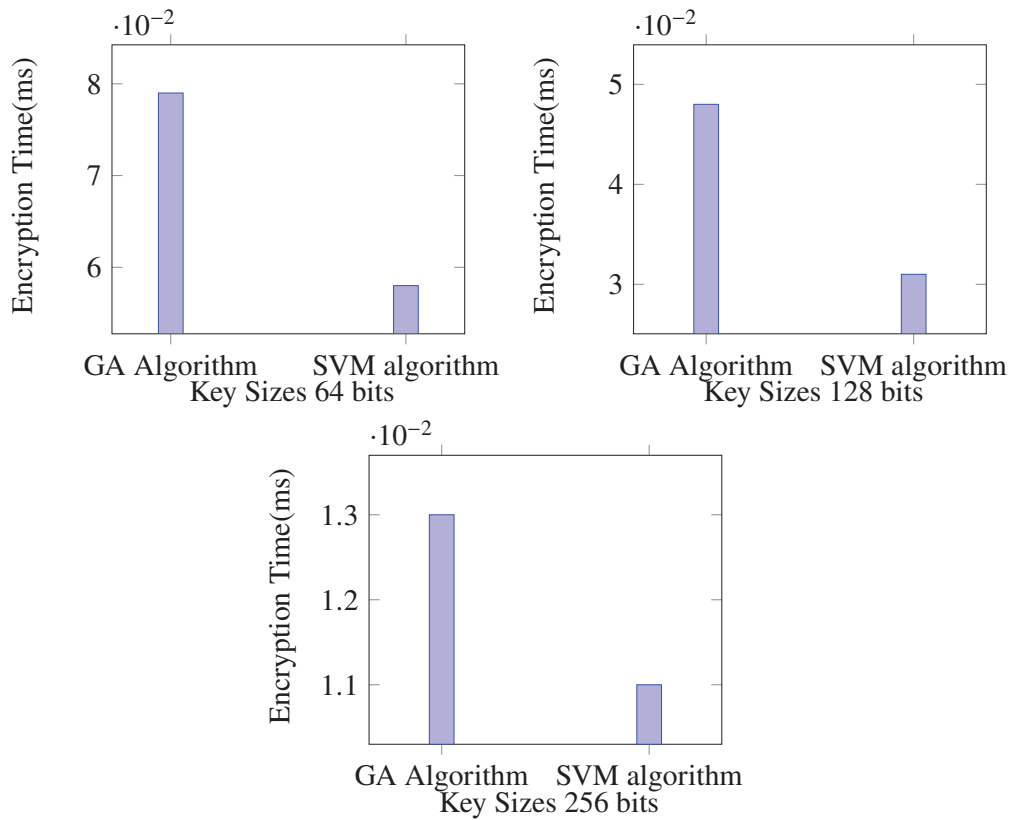 ·10−2
8
7
6
Encryption Time(ms)
GA Algorithm SVM algorithm
Key Sizes 64 bits
·10−2
5
4
3
Encryption Time(ms)
GA Algorithm SVM algorithm
Key Sizes 128 bits
·10−2
1.3
1.2
1.1
Encryption Time(ms)
GA Algorithm SVM algorithm
Key Sizes 256 bits